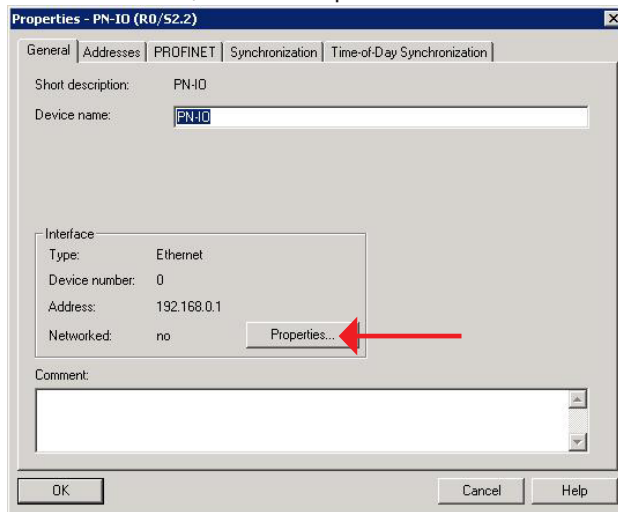 Properties - PN-IO (R0/S2.2)
General Addresses PROFINET Synchronization Time-of-Day Synchronization
Short description: PN-IO
Device name: PN-IO
Interface
Type: Ethernet
Device number: 0
Address: 192.168.0.1
Networked: no Properties...
Comment:
OK Cancel Help